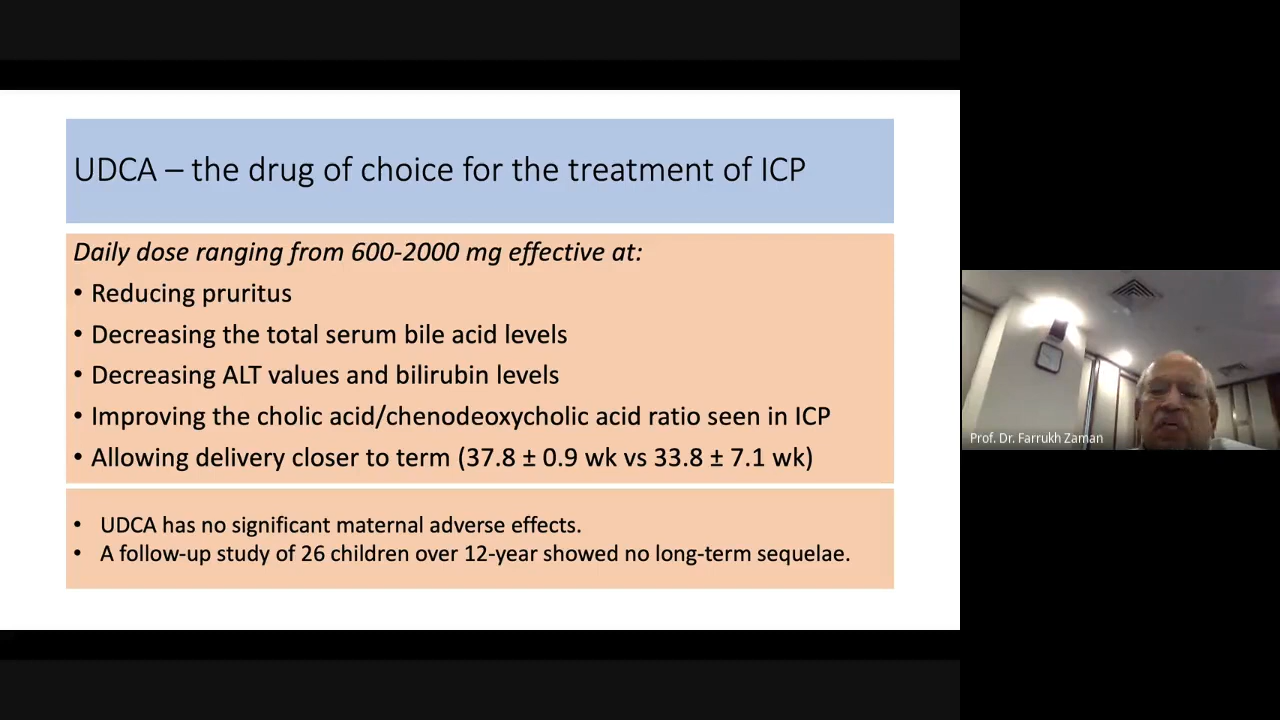 UDCA – the drug of choice for the treatment of ICP
Daily dose ranging from 600-2000 mg effective at:
• Reducing pruritus
• Decreasing the total serum bile acid levels
• Decreasing ALT values and bilirubin levels
• Improving the cholic acid/chenodeoxycholic acid ratio seen in ICP
• Allowing delivery closer to term (37.8 ± 0.9 wk vs 33.8 ± 7.1 wk)
• UDCA has no significant maternal adverse effects.
• A follow-up study of 26 children over 12-year showed no long-term sequelae.
Prof. Dr. Farrukh Zaman